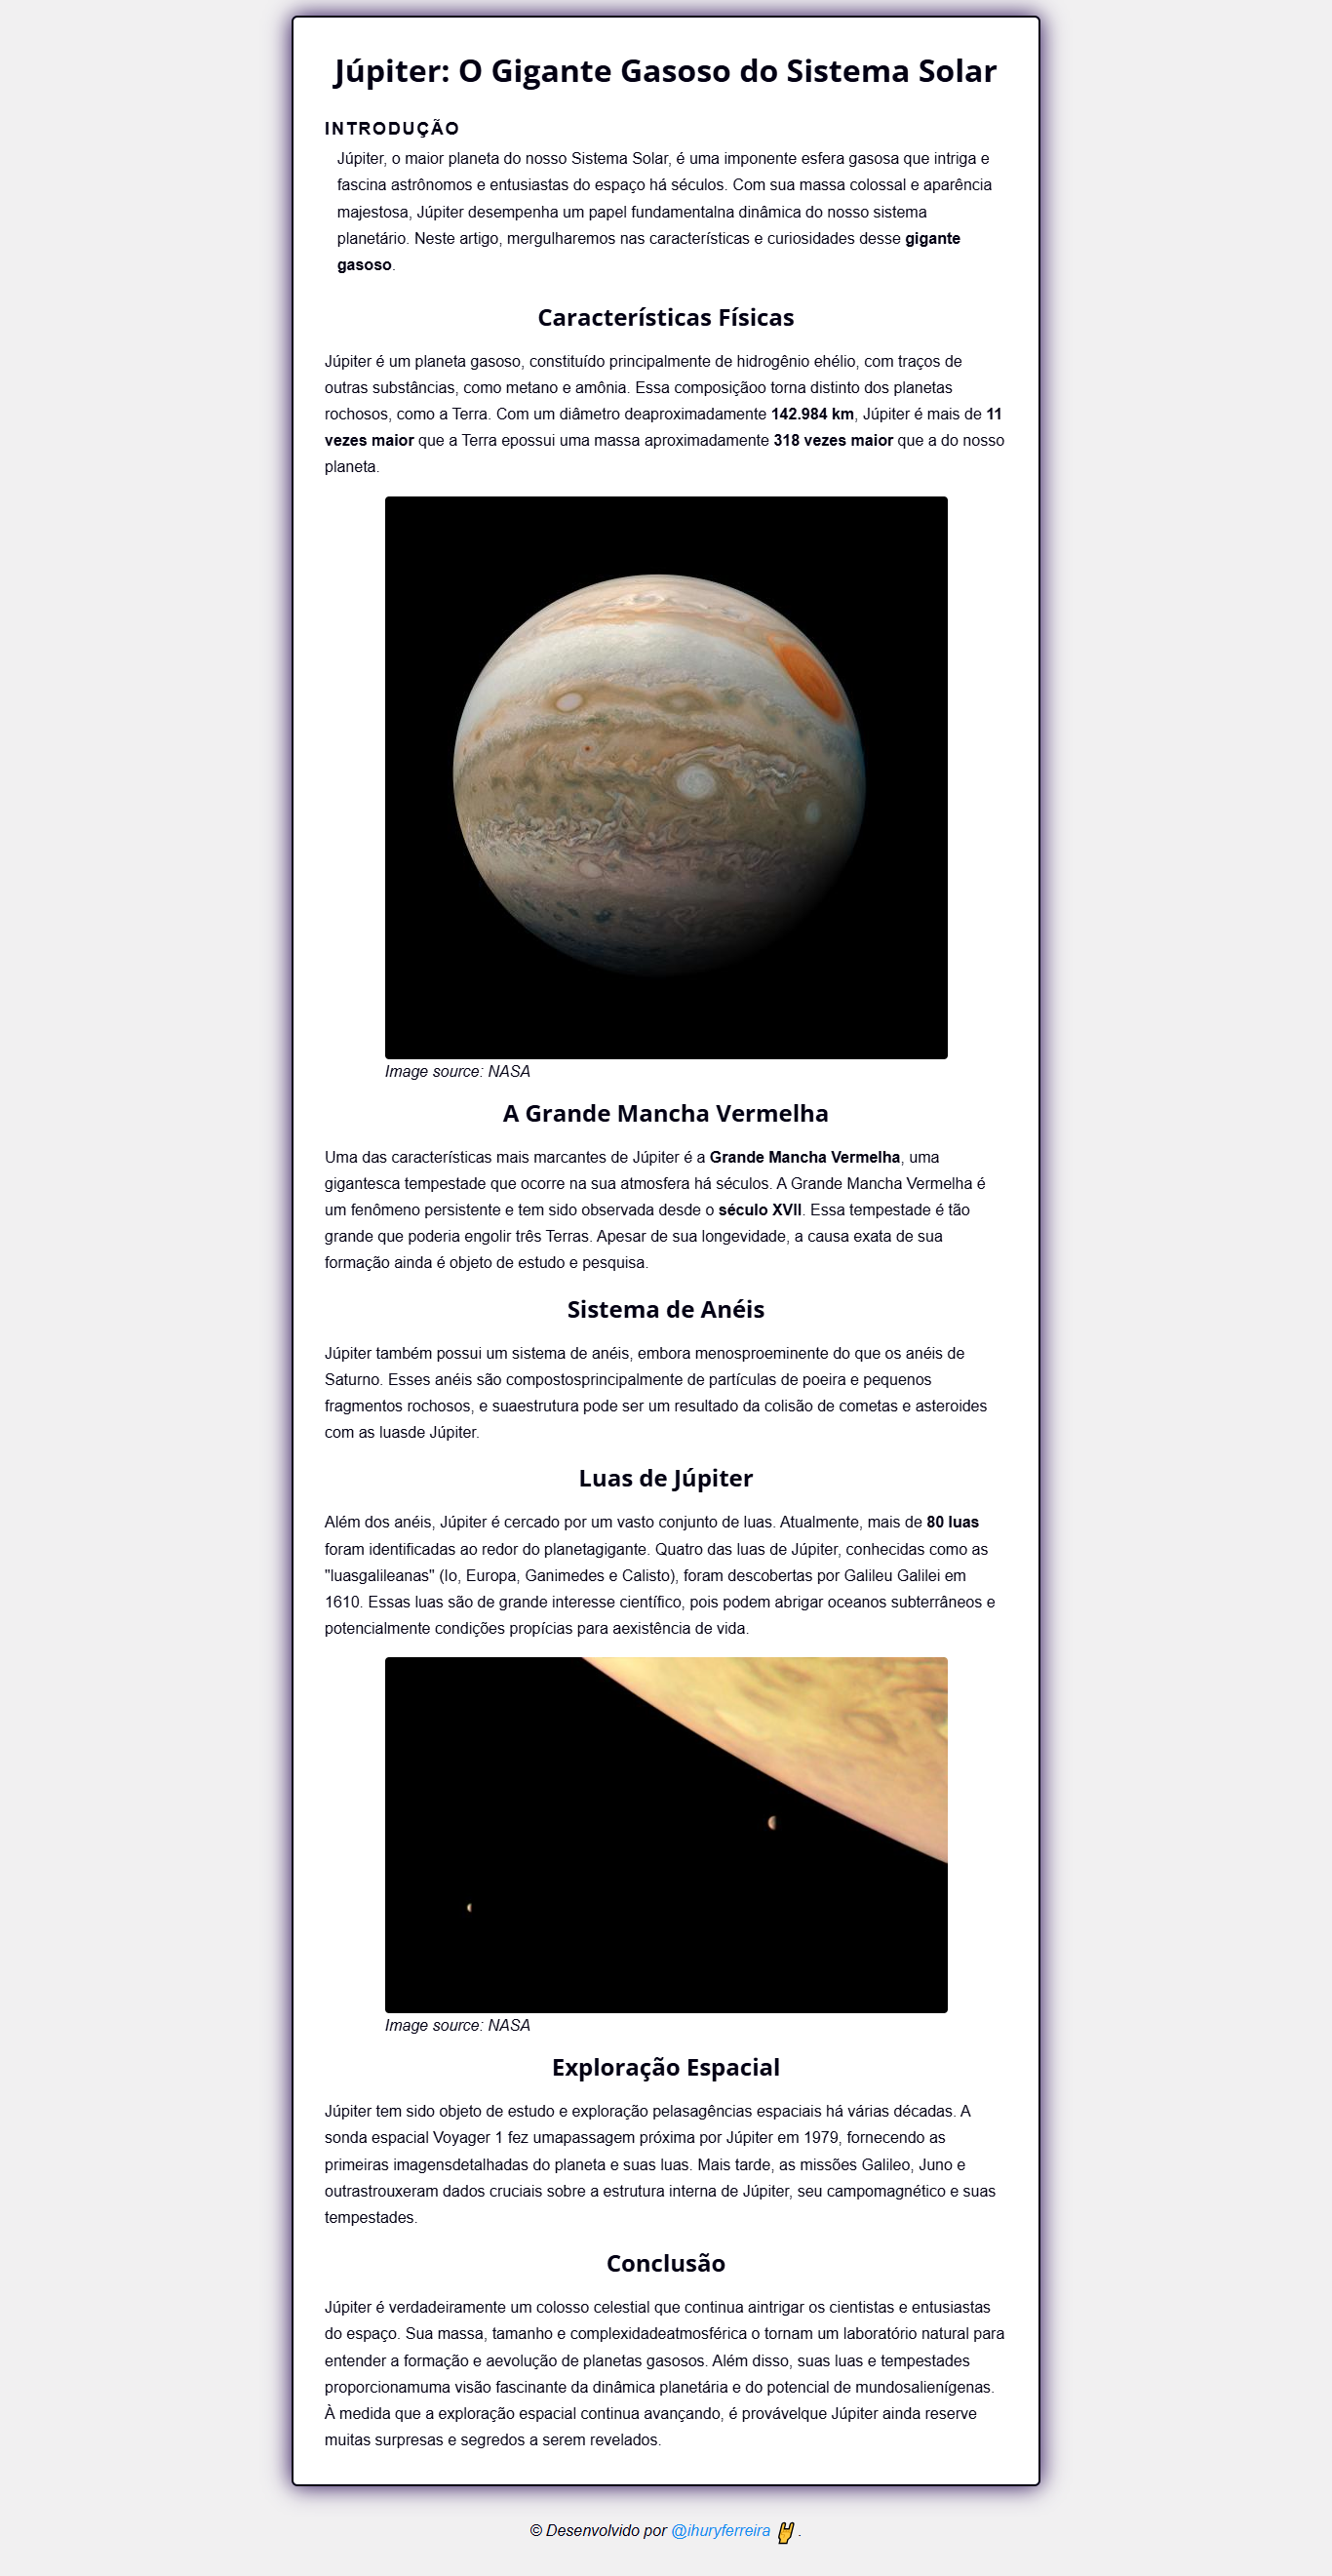 Júpiter: O Gigante Gasoso do Sistema Solar
INTRODUÇÃO
Júpiter, o maior planeta do nosso Sistema Solar, é uma imponente esfera gasosa que intriga e
fascina astrônomos e entusiastas do espaço há séculos. Com sua massa colossal e aparência
majestosa, Júpiter desempenha um papel fundamentalna dinâmica do nosso sistema
planetário. Neste artigo, mergulharemos nas características e curiosidades desse gigante
gasoso.
Características Físicas
Júpiter é um planeta gasoso, constituído principalmente de hidrogênio ehélio, com traços de
outras substâncias, como metano e amônia. Essa composiçãoo torna distinto dos planetas
rochosos, como a Terra. Com um diâmetro deaproximadamente 142.984 km, Júpiter é mais de 11
vezes maior que a Terra epossui uma massa aproximadamente 318 vezes maior que a do nosso
planeta.
Image source: NASA
A Grande Mancha Vermelha
Uma das características mais marcantes de Júpiter é a Grande Mancha Vermelha, uma
gigantesca tempestade que ocorre na sua atmosfera há séculos. A Grande Mancha Vermelha é
um fenômeno persistente e tem sido observada desde o século XVII. Essa tempestade é tão
grande que poderia engolir três Terras. Apesar de sua longevidade, a causa exata de sua
formação ainda é objeto de estudo e pesquisa.
Sistema de Anéis
Júpiter também possui um sistema de anéis, embora menosproeminente do que os anéis de
Saturno. Esses anéis são compostosprincipalmente de partículas de poeira e pequenos
fragmentos rochosos, e suaestrutura pode ser um resultado da colisão de cometas e asteroides
com as luasde Júpiter.
Luas de Júpiter
Além dos anéis, Júpiter é cercado por um vasto conjunto de luas. Atualmente, mais de 80 luas
foram identificadas ao redor do planetagigante. Quatro das luas de Júpiter, conhecidas como as
"luasgalileanas" (Io, Europa, Ganimedes e Calisto), foram descobertas por Galileu Galilei em
1610. Essas luas são de grande interesse científico, pois podem abrigar oceanos subterrâneos e
potencialmente condições propícias para aexistência de vida.
Image source: NASA
Exploração Espacial
Júpiter tem sido objeto de estudo e exploração pelasagências espaciais há várias décadas. A
sonda espacial Voyager 1 fez umapassagem próxima por Júpiter em 1979, fornecendo as
primeiras imagensdetalhadas do planeta e suas luas. Mais tarde, as missões Galileo, Juno e
outrastrouxeram dados cruciais sobre a estrutura interna de Júpiter, seu campomagnético e suas
tempestades.
Conclusão
Júpiter é verdadeiramente um colosso celestial que continua aintrigar os cientistas e entusiastas
do espaço. Sua massa, tamanho e complexidadeatmosférica o tornam um laboratório natural para
entender a formação e aevolução de planetas gasosos. Além disso, suas luas e tempestades
proporcionamuma visão fascinante da dinâmica planetária e do potencial de mundosalienígenas.
À medida que a exploração espacial continua avançando, é provávelque Júpiter ainda reserve
muitas surpresas e segredos a serem revelados.
© Desenvolvido por @ihuryferreira 🤘 .